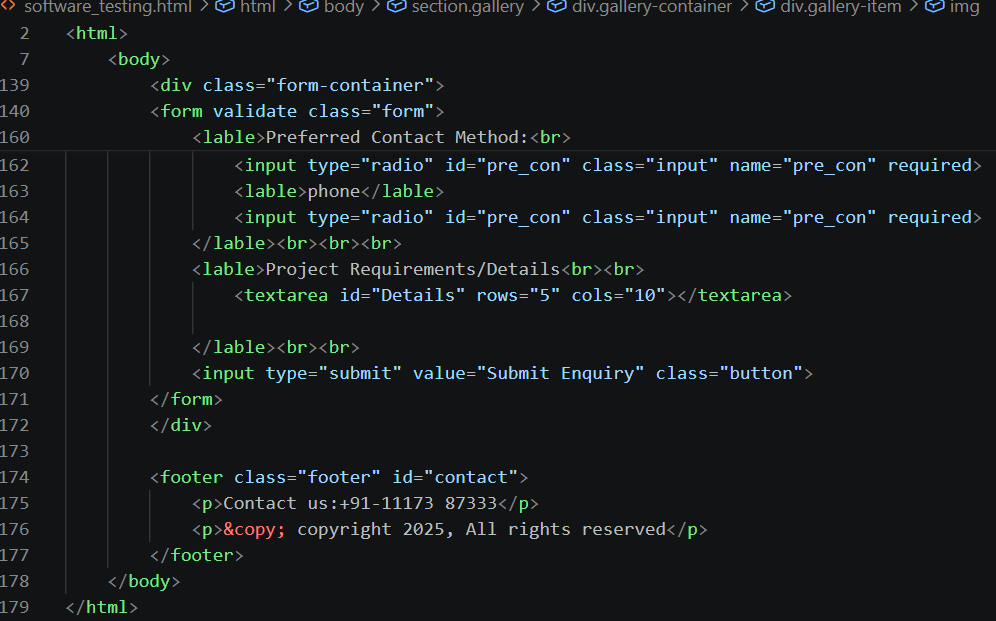 software_testing.html > html > body > section.gallery > div.gallery-container > div.gallery-item > img
2 <html>
7 <body>
139 <div class="form-container">
140 <form validate class="form">
160 <lable>Preferred Contact Method:<br>
162 <input type="radio" id="pre_con" class="input" name="pre_con" required>
163 <lable>phone</lable>
164 <input type="radio" id="pre_con" class="input" name="pre_con" required>
165 </lable><br><br><br>
166 <lable>Project Requirements/Details<br><br>
167 <textarea id="Details" rows="5" cols="10"></textarea>
168
169 </lable><br><br>
170 <input type="submit" value="Submit Enquiry" class="button">
171 </form>
172 </div>
173
174 <footer class="footer" id="contact">
175 <p>Contact us:+91-11173 87333</p>
176 <p>&copy; copyright 2025, All rights reserved</p>
177 </footer>
178 </body>
179 </html>